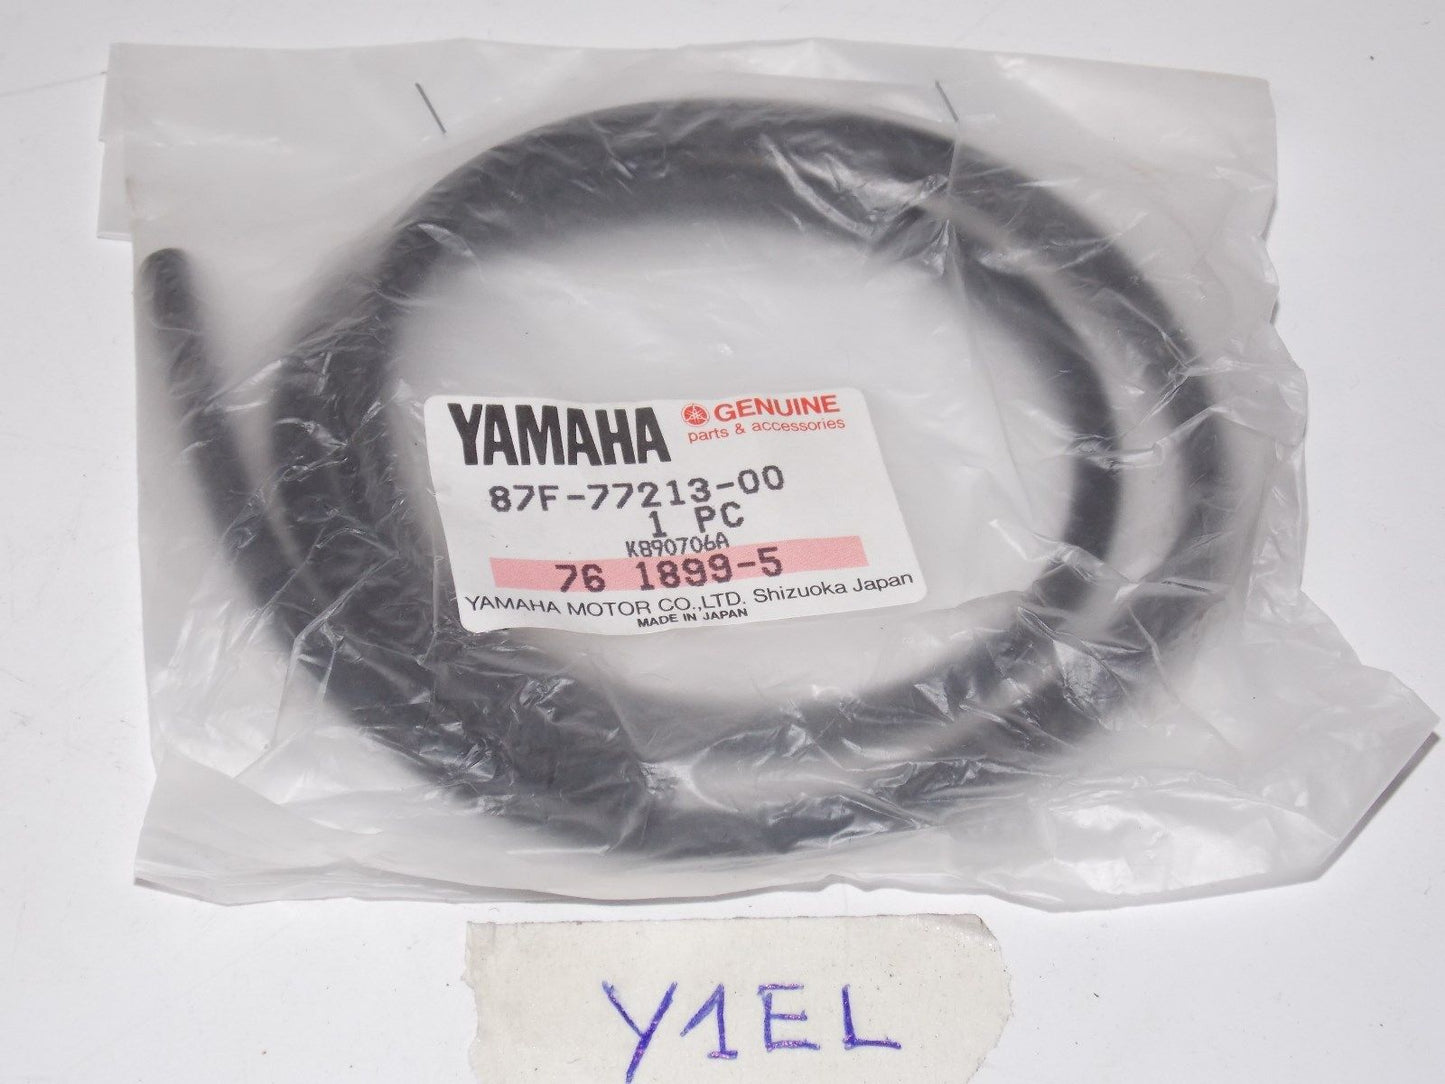 YAMAHA GENUINE
parts & accessories
87F-77213-00
1 PC
K890706A
76 1899-5
YAMAHA MOTOR CO.,LTD. Shizuoka Japan
MADE IN JAPAN
Y1EL